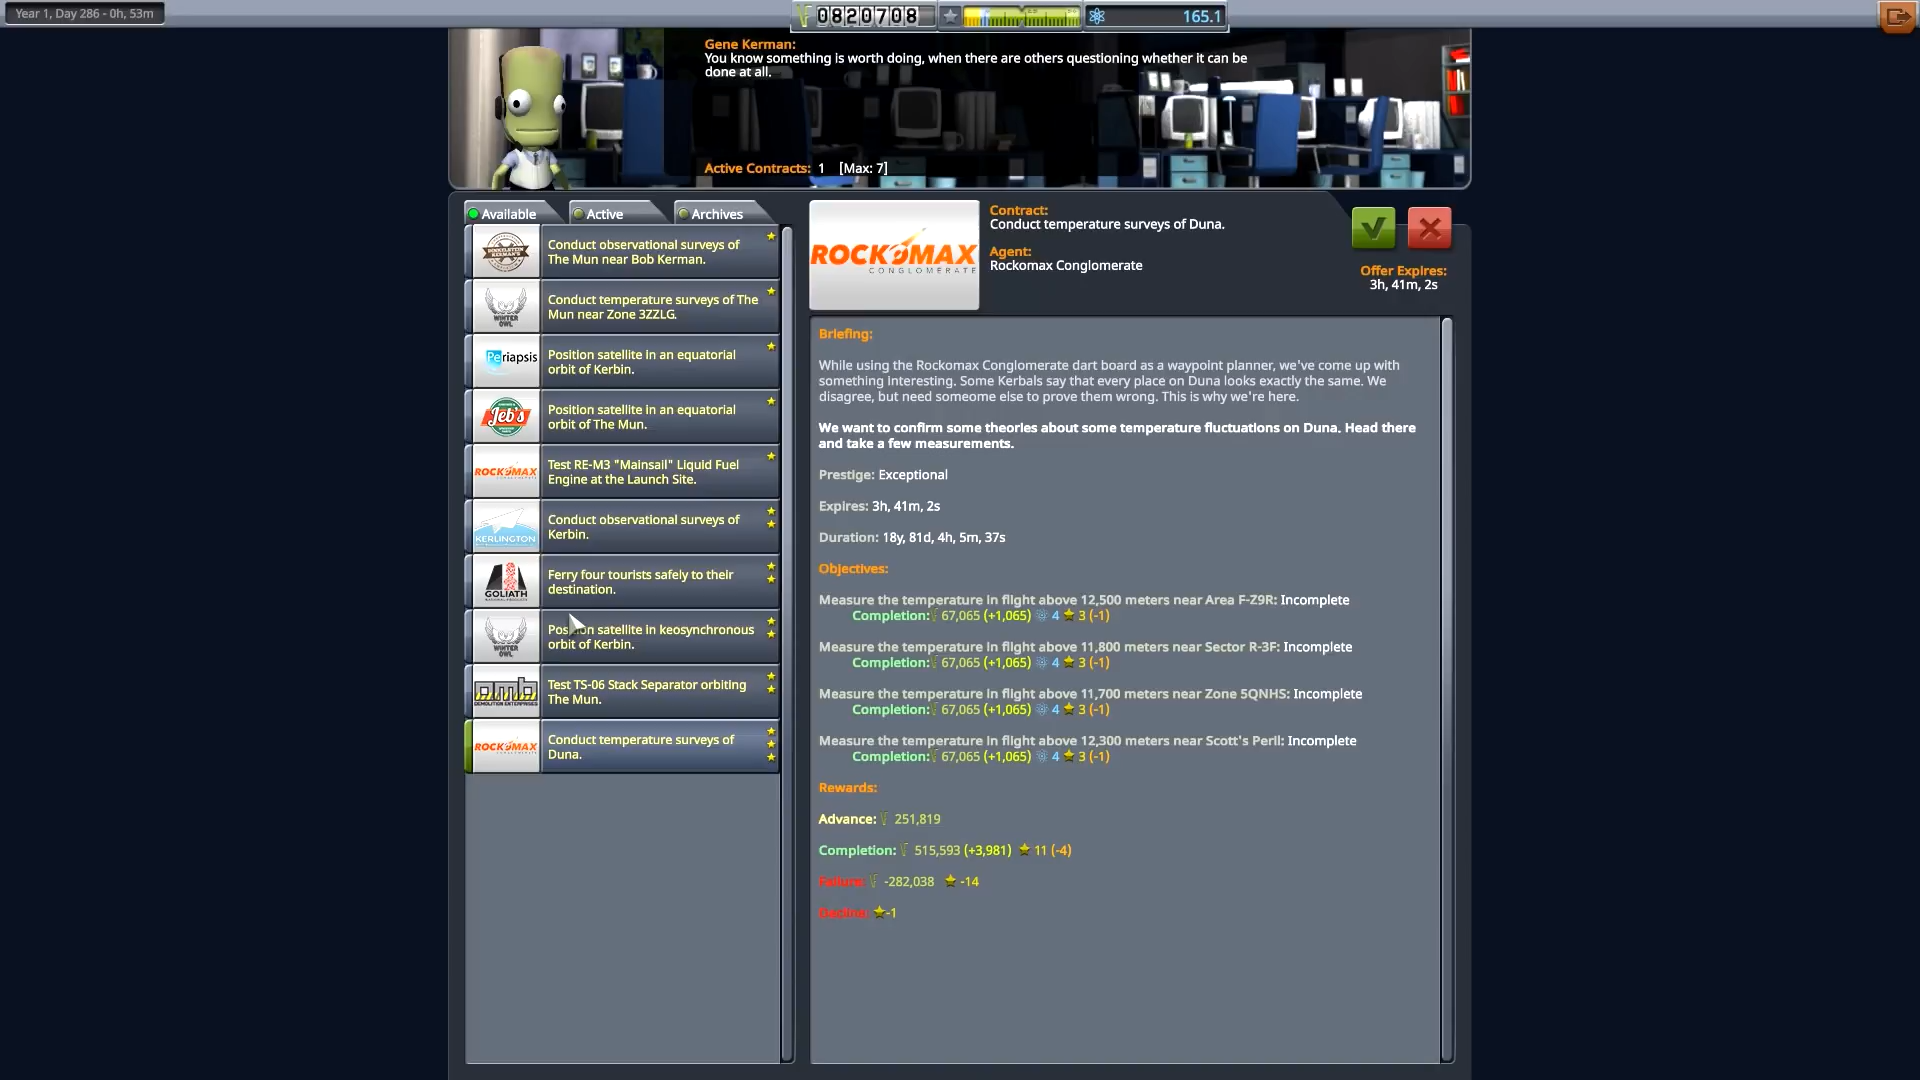 Year 1, Day 286 - 0h, 53m
0820708
165.1
Gene Kerman:
You know something is worth doing, when there are others questioning whether it can be
done at all.
Active Contracts: 1 [Max: 7]
Available
Active
Archives
Conduct observational surveys of
The Mun near Bob Kerman.
WINTER
OWL
Conduct temperature surveys of The
Mun near Zone 3ZZLG.
Periapsis
Position satellite in an equatorial
orbit of Kerbin.
Jeb's
Position satellite in an equatorial
orbit of The Mun.
ROCKOMAX
Test RE-M3 "Mainsail" Liquid Fuel
Engine at the Launch Site.
KERLINGTON
Conduct observational surveys of
Kerbin.
GOLIATH
Ferry four tourists safely to their
destination.
WINTER
OWL
Position satellite in keosynchronous
orbit of Kerbin.
OMB
DEMOLITION ENTERPRISES
Test TS-06 Stack Separator orbiting
The Mun.
ROCKOMAX
Conduct temperature surveys of
Duna.
ROCKOMAX
CONGLOMERATE
Contract:
Conduct temperature surveys of Duna.
Agent:
Rockomax Conglomerate
Offer Expires:
3h, 41m, 2s
Briefing:
While using the Rockomax Conglomerate dart board as a waypoint planner, we've come up with
something interesting. Some Kerbals say that every place on Duna looks exactly the same. We
disagree, but need someone else to prove them wrong. This is why we're here.
We want to confirm some theories about some temperature fluctuations on Duna. Head there
and take a few measurements.
Prestige: Exceptional
Expires: 3h, 41m, 2s
Duration: 18y, 81d, 4h, 5m, 37s
Objectives:
Measure the temperature in flight above 12,500 meters near Area F-Z9R: Incomplete
Completion: 67,065 (+1,065) 4 3 (-1)
Measure the temperature in flight above 11,800 meters near Sector R-3F: Incomplete
Completion: 67,065 (+1,065) 4 3 (-1)
Measure the temperature in flight above 11,700 meters near Zone 5QNHS: Incomplete
Completion: 67,065 (+1,065) 4 3 (-1)
Measure the temperature in flight above 12,300 meters near Scott's Peril: Incomplete
Completion: 67,065 (+1,065) 4 3 (-1)
Rewards:
Advance: 251,819
Completion: 515,593 (+3,981) 11 (-4)
Failure: -282,038 -14
Decline: -1